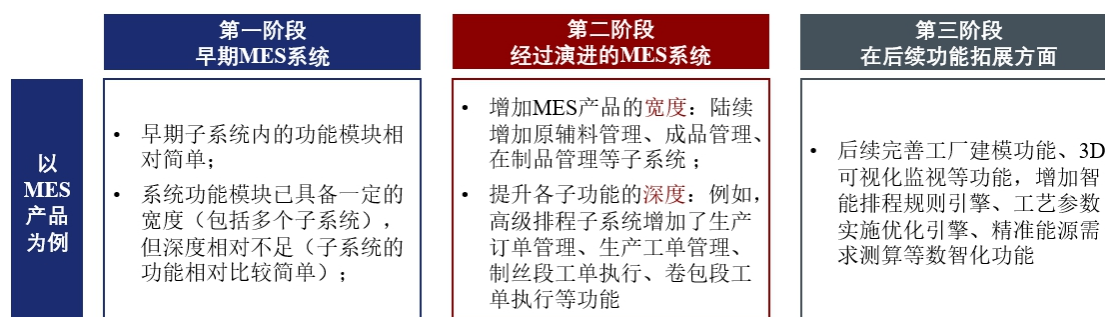 第一阶段
早期MES系统
第二阶段
经过演进的MES系统
第三阶段
在后续功能拓展方面
以
MES
产品
为例
• 早期子系统内的功能模块相
对简单;
• 系统功能模块已具备一定的
宽度（包括多个子系统），
但深度相对不足（子系统的
功能相对比较简单）;
• 增加MES产品的宽度：陆续
增加原辅料管理、成品管理、
在制品管理等子系统 ;
• 提升各子功能的深度：例如，
高级排程子系统增加了生产
订单管理、生产工单管理、
制丝段工单执行、卷包段工
单执行等功能
• 后续完善工厂建模功能、3D
可视化监视等功能，增加智
能排程规则引擎、工艺参数
实施优化引擎、精准能源需
求测算等数智化功能